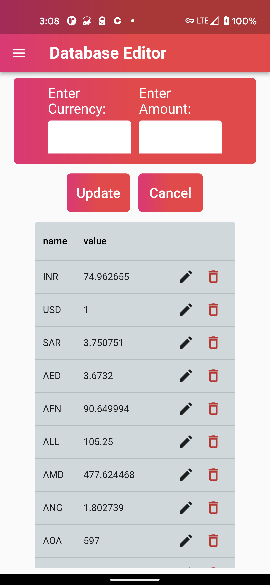 3:08 LTE 100%
Database Editor
Enter Currency:
Enter Amount:
Update Cancel
name value
INR 74.962655
USD 1
SAR 3.750751
AED 3.6732
AFN 90.649994
ALL 105.25
AMD 477.624468
ANG 1.802739
AOA 597